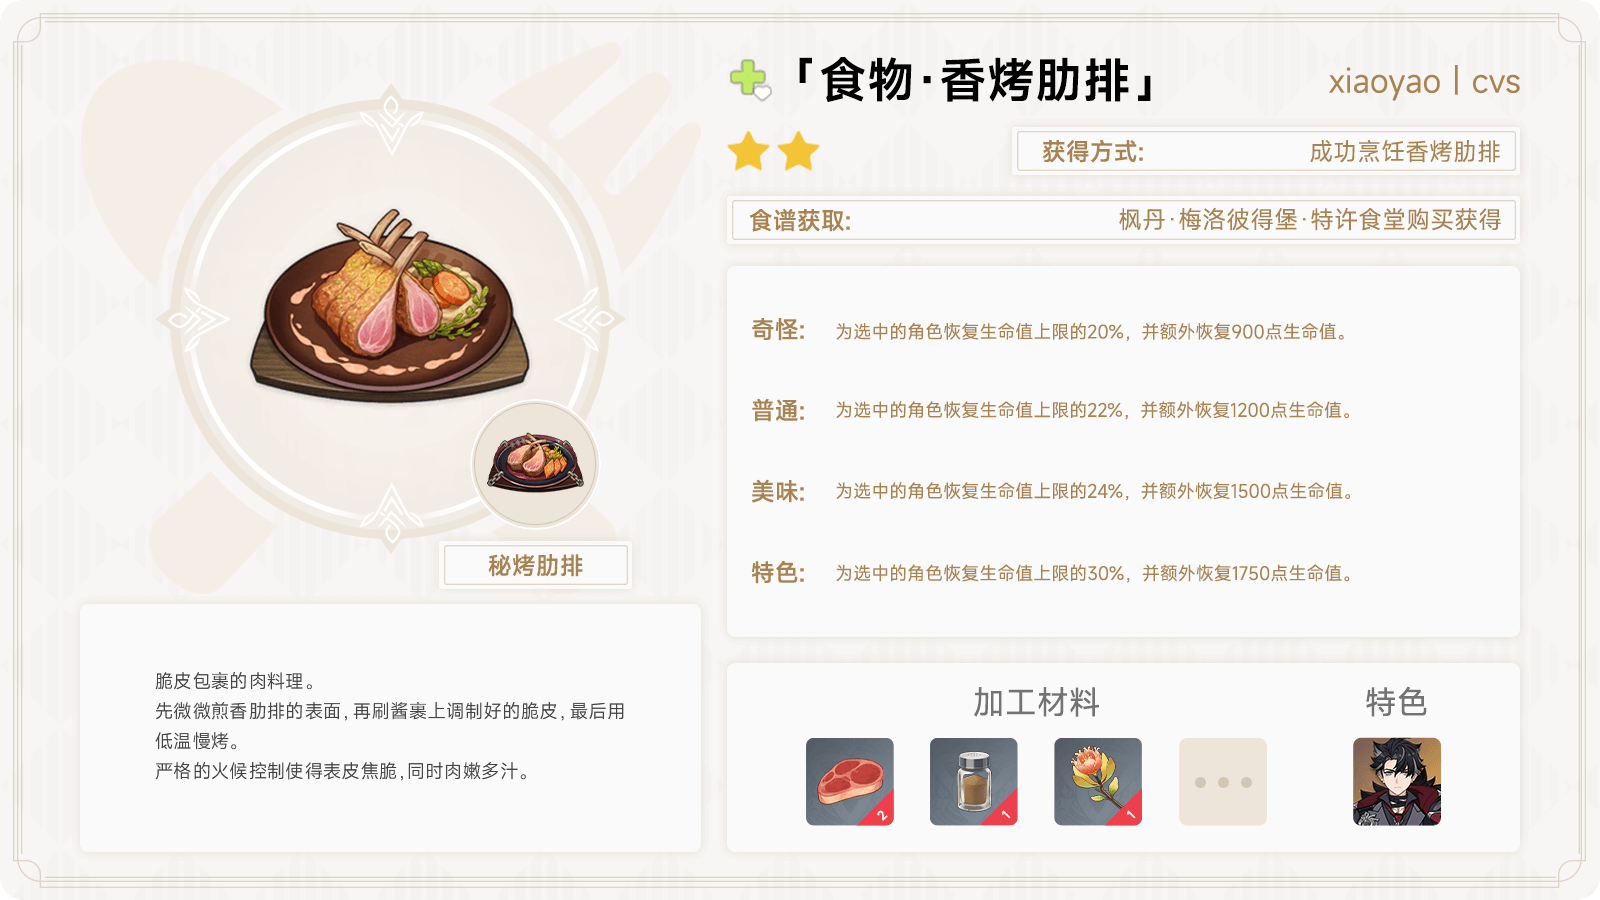 「食物·香烤肋排」
xiaoyao | cvs
获得方式: 成功烹饪香烤肋排
食谱获取: 枫丹·梅洛彼得堡·特许食堂购买获得
奇怪: 为选中的角色恢复生命值上限的20%，并额外恢复900点生命值。
普通: 为选中的角色恢复生命值上限的22%，并额外恢复1200点生命值。
美味: 为选中的角色恢复生命值上限的24%，并额外恢复1500点生命值。
特色: 为选中的角色恢复生命值上限的30%，并额外恢复1750点生命值。
秘烤肋排
脆皮包裹的肉料理。
先微微煎香肋排的表面,再刷酱裹上调制好的脆皮,最后用
低温慢烤。
严格的火候控制使得表皮焦脆,同时肉嫩多汁。
加工材料 特色
2 1 1